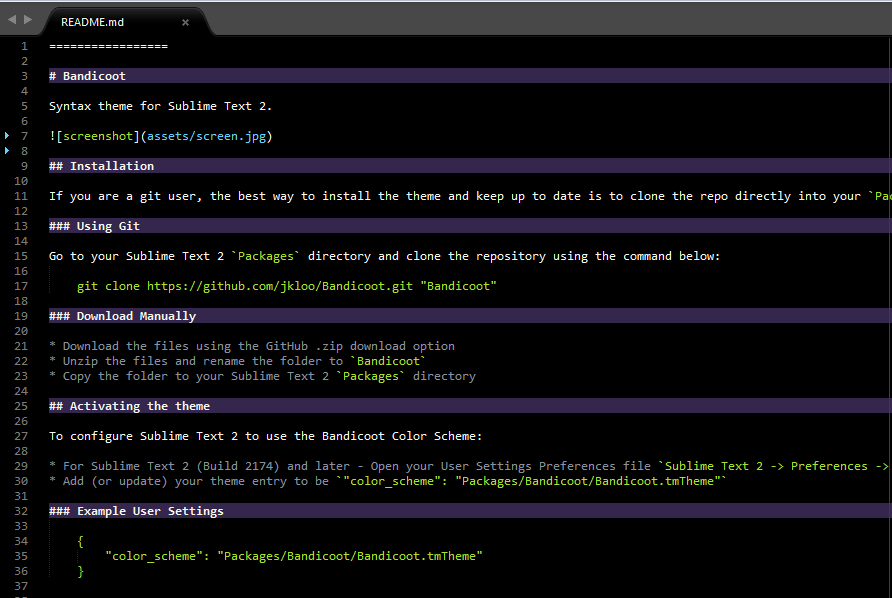 README.md ×
1 =================
2
3 # Bandicoot
4
5 Syntax theme for Sublime Text 2.
6
7 ![screenshot](assets/screen.jpg)
8
9 ## Installation
10
11 If you are a git user, the best way to install the theme and keep up to date is to clone the repo directly into your `Pac
12
13 ### Using Git
14
15 Go to your Sublime Text 2 `Packages` directory and clone the repository using the command below:
16
17 git clone https://github.com/jkloo/Bandicoot.git "Bandicoot"
18
19 ### Download Manually
20
21 * Download the files using the GitHub .zip download option
22 * Unzip the files and rename the folder to `Bandicoot`
23 * Copy the folder to your Sublime Text 2 `Packages` directory
24
25 ## Activating the theme
26
27 To configure Sublime Text 2 to use the Bandicoot Color Scheme:
28
29 * For Sublime Text 2 (Build 2174) and later - Open your User Settings Preferences file `Sublime Text 2 -> Preferences ->
30 * Add (or update) your theme entry to be `"color_scheme": "Packages/Bandicoot/Bandicoot.tmTheme"`
31
32 ### Example User Settings
33
34 {
35 "color_scheme": "Packages/Bandicoot/Bandicoot.tmTheme"
36 }
37